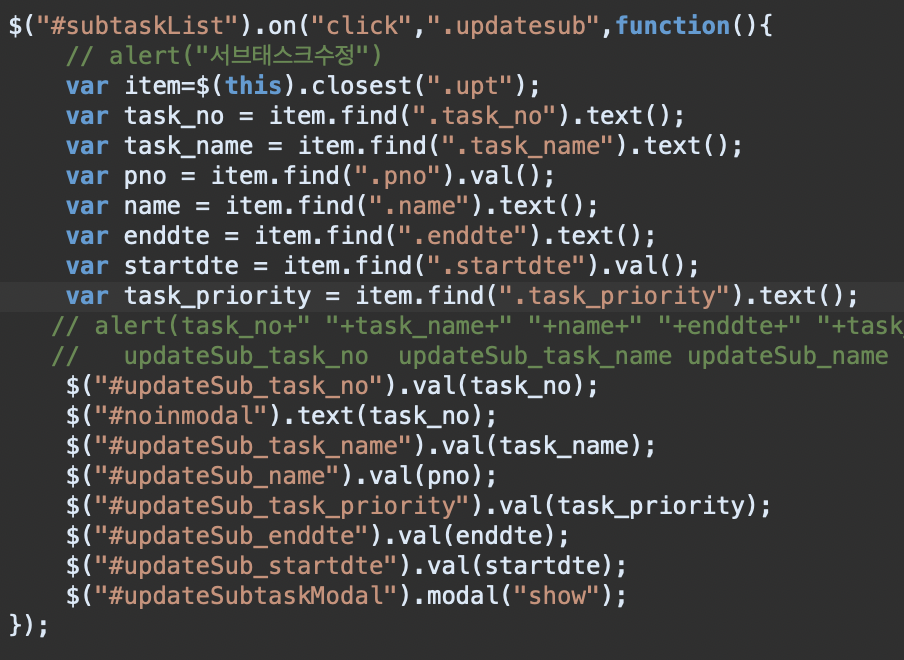 $("#subtaskList").on("click",".updatesub",function(){
    // alert("서브태스크수정")
    var item=$(this).closest(".upt");
    var task_no = item.find(".task_no").text();
    var task_name = item.find(".task_name").text();
    var pno = item.find(".pno").val();
    var name = item.find(".name").text();
    var enddte = item.find(".enddte").text();
    var startdte = item.find(".startdte").val();
    var task_priority = item.find(".task_priority").text();
   // alert(task_no+" "+task_name+" "+name+" "+enddte+" "+task_
   //   updateSub_task_no  updateSub_task_name updateSub_name
    $("#updateSub_task_no").val(task_no);
    $("#noinmodal").text(task_no);
    $("#updateSub_task_name").val(task_name);
    $("#updateSub_name").val(pno);
    $("#updateSub_task_priority").val(task_priority);
    $("#updateSub_enddte").val(enddte);
    $("#updateSub_startdte").val(startdte);
    $("#updateSubtaskModal").modal("show");
});